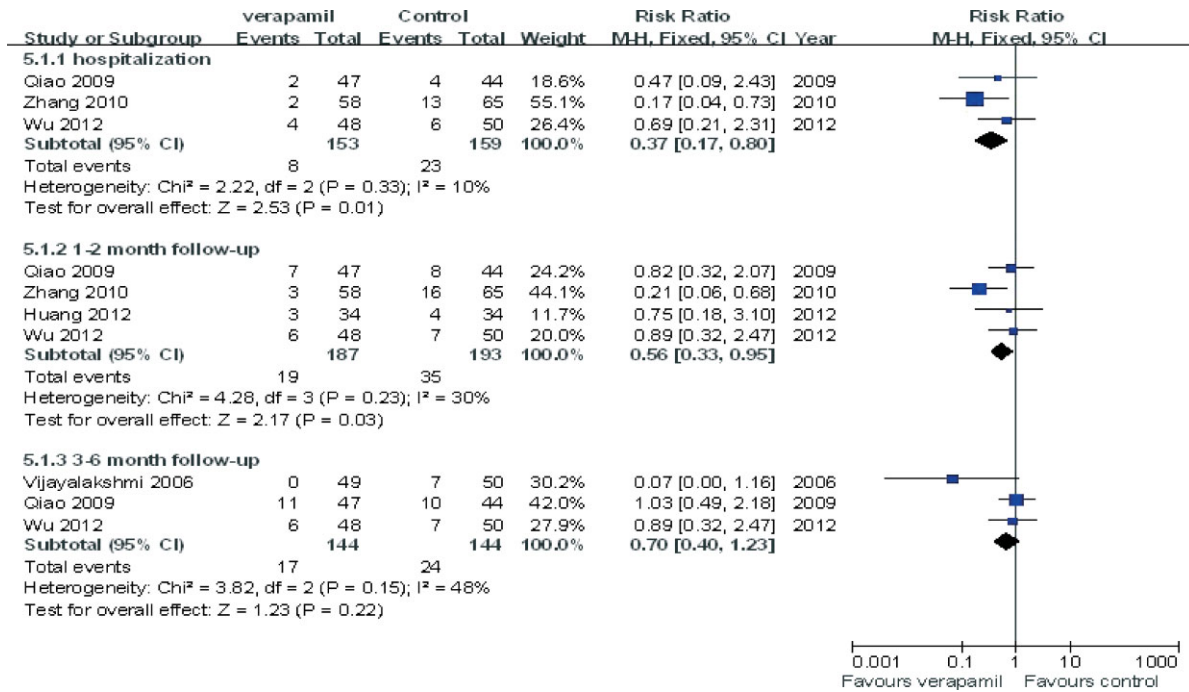 verapamil Control Risk Ratio Risk Ratio
Study or Subgroup Events Total Events Total Weight M-H, Fixed, 95% CI Year M-H, Fixed, 95% CI
5.1.1 hospitalization
Qiao 2009 2 47 4 44 18.6% 0.47 [0.09, 2.43] 2009
Zhang 2010 2 58 13 65 55.1% 0.17 [0.04, 0.73] 2010
Wu 2012 4 48 6 50 26.4% 0.69 [0.21, 2.31] 2012
Subtotal (95% CI) 153 159 100.0% 0.37 [0.17, 0.80]
Total events 8 23
Heterogeneity: Chi² = 2.22, df = 2 (P = 0.33); I² = 10%
Test for overall effect: Z = 2.53 (P = 0.01)
5.1.2 1-2 month follow-up
Qiao 2009 7 47 8 44 24.2% 0.82 [0.32, 2.07] 2009
Zhang 2010 3 58 16 65 44.1% 0.21 [0.06, 0.68] 2010
Huang 2012 3 34 4 34 11.7% 0.75 [0.18, 3.10] 2012
Wu 2012 6 48 7 50 20.0% 0.89 [0.32, 2.47] 2012
Subtotal (95% CI) 187 193 100.0% 0.56 [0.33, 0.95]
Total events 19 35
Heterogeneity: Chi² = 4.28, df = 3 (P = 0.23); I² = 30%
Test for overall effect: Z = 2.17 (P = 0.03)
5.1.3 3-6 month follow-up
Vijayalakshmi 2006 0 49 7 50 30.2% 0.07 [0.00, 1.16] 2006
Qiao 2009 11 47 10 44 42.0% 1.03 [0.49, 2.18] 2009
Wu 2012 6 48 7 50 27.9% 0.89 [0.32, 2.47] 2012
Subtotal (95% CI) 144 144 100.0% 0.70 [0.40, 1.23]
Total events 17 24
Heterogeneity: Chi² = 3.82, df = 2 (P = 0.15); I² = 48%
Test for overall effect: Z = 1.23 (P = 0.22)
0.001 0.1 1 10 1000
Favours verapamil Favours control